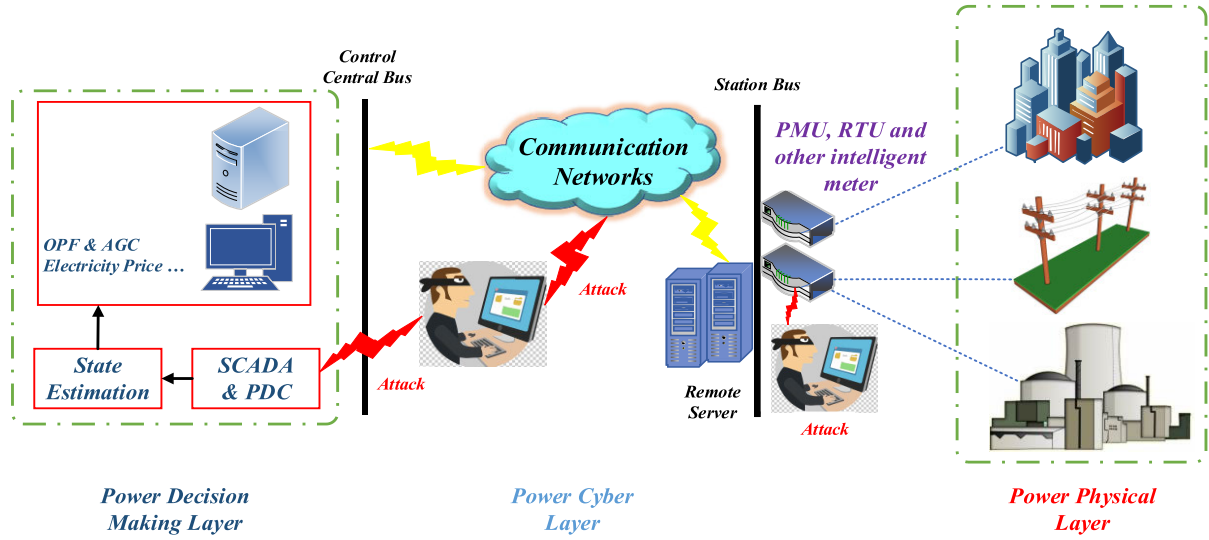 Control
Central Bus
OPF & AGC
Electricity Price ...
State
Estimation
SCADA
& PDC
Attack
Communication
Networks
Attack
Station Bus
PMU, RTU and
other intelligent
meter
Remote
Server
Attack
Power Decision
Making Layer
Power Cyber
Layer
Power Physical
Layer